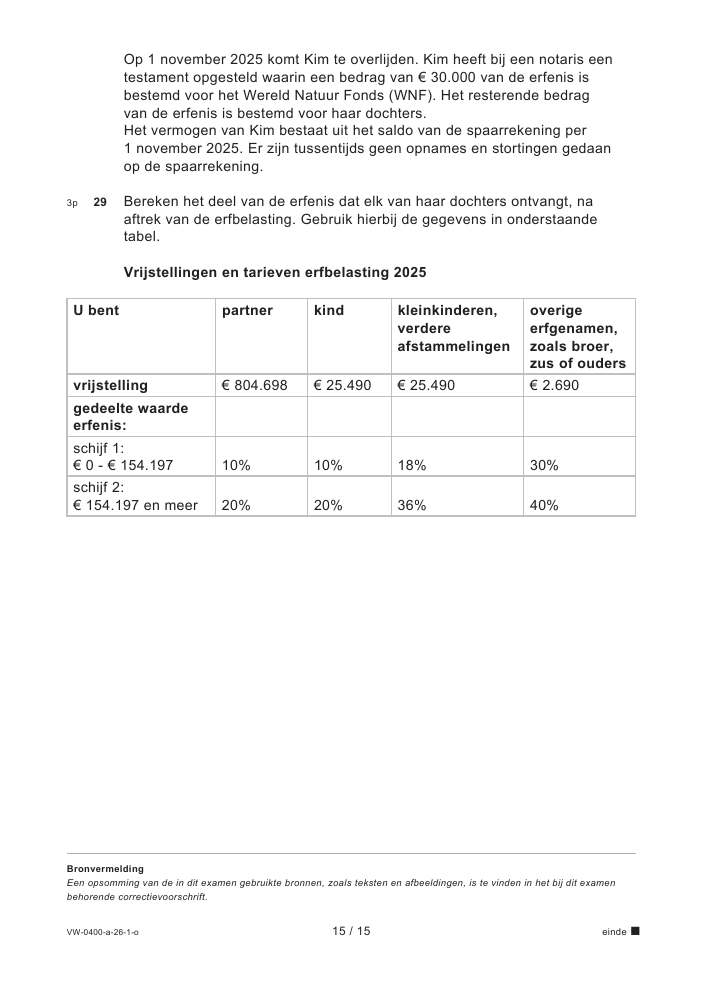 Op 1 november 2025 komt Kim te overlijden. Kim heeft bij een notaris een
testament opgesteld waarin een bedrag van € 30.000 van de erfenis is
bestemd voor het Wereld Natuur Fonds (WNF). Het resterende bedrag
van de erfenis is bestemd voor haar dochters.
Het vermogen van Kim bestaat uit het saldo van de spaarrekening per
1 november 2025. Er zijn tussentijds geen opnames en stortingen gedaan
op de spaarrekening.
3p 29 Bereken het deel van de erfenis dat elk van haar dochters ontvangt, na
aftrek van de erfbelasting. Gebruik hierbij de gegevens in onderstaande
tabel.
Vrijstellingen en tarieven erfbelasting 2025
U bent partner kind kleinkinderen, overige
verdere erfgenamen,
afstammelingen zoals broer,
zus of ouders
vrijstelling € 804.698 € 25.490 € 25.490 € 2.690
gedeelte waarde
erfenis:
schijf 1:
€ 0 - € 154.197 10% 10% 18% 30%
schijf 2:
€ 154.197 en meer 20% 20% 36% 40%
Bronvermelding
Een opsomming van de in dit examen gebruikte bronnen, zoals teksten en afbeeldingen, is te vinden in het bij dit examen
behorende correctievoorschrift.
VW-0400-a-26-1-o 15 / 15 einde